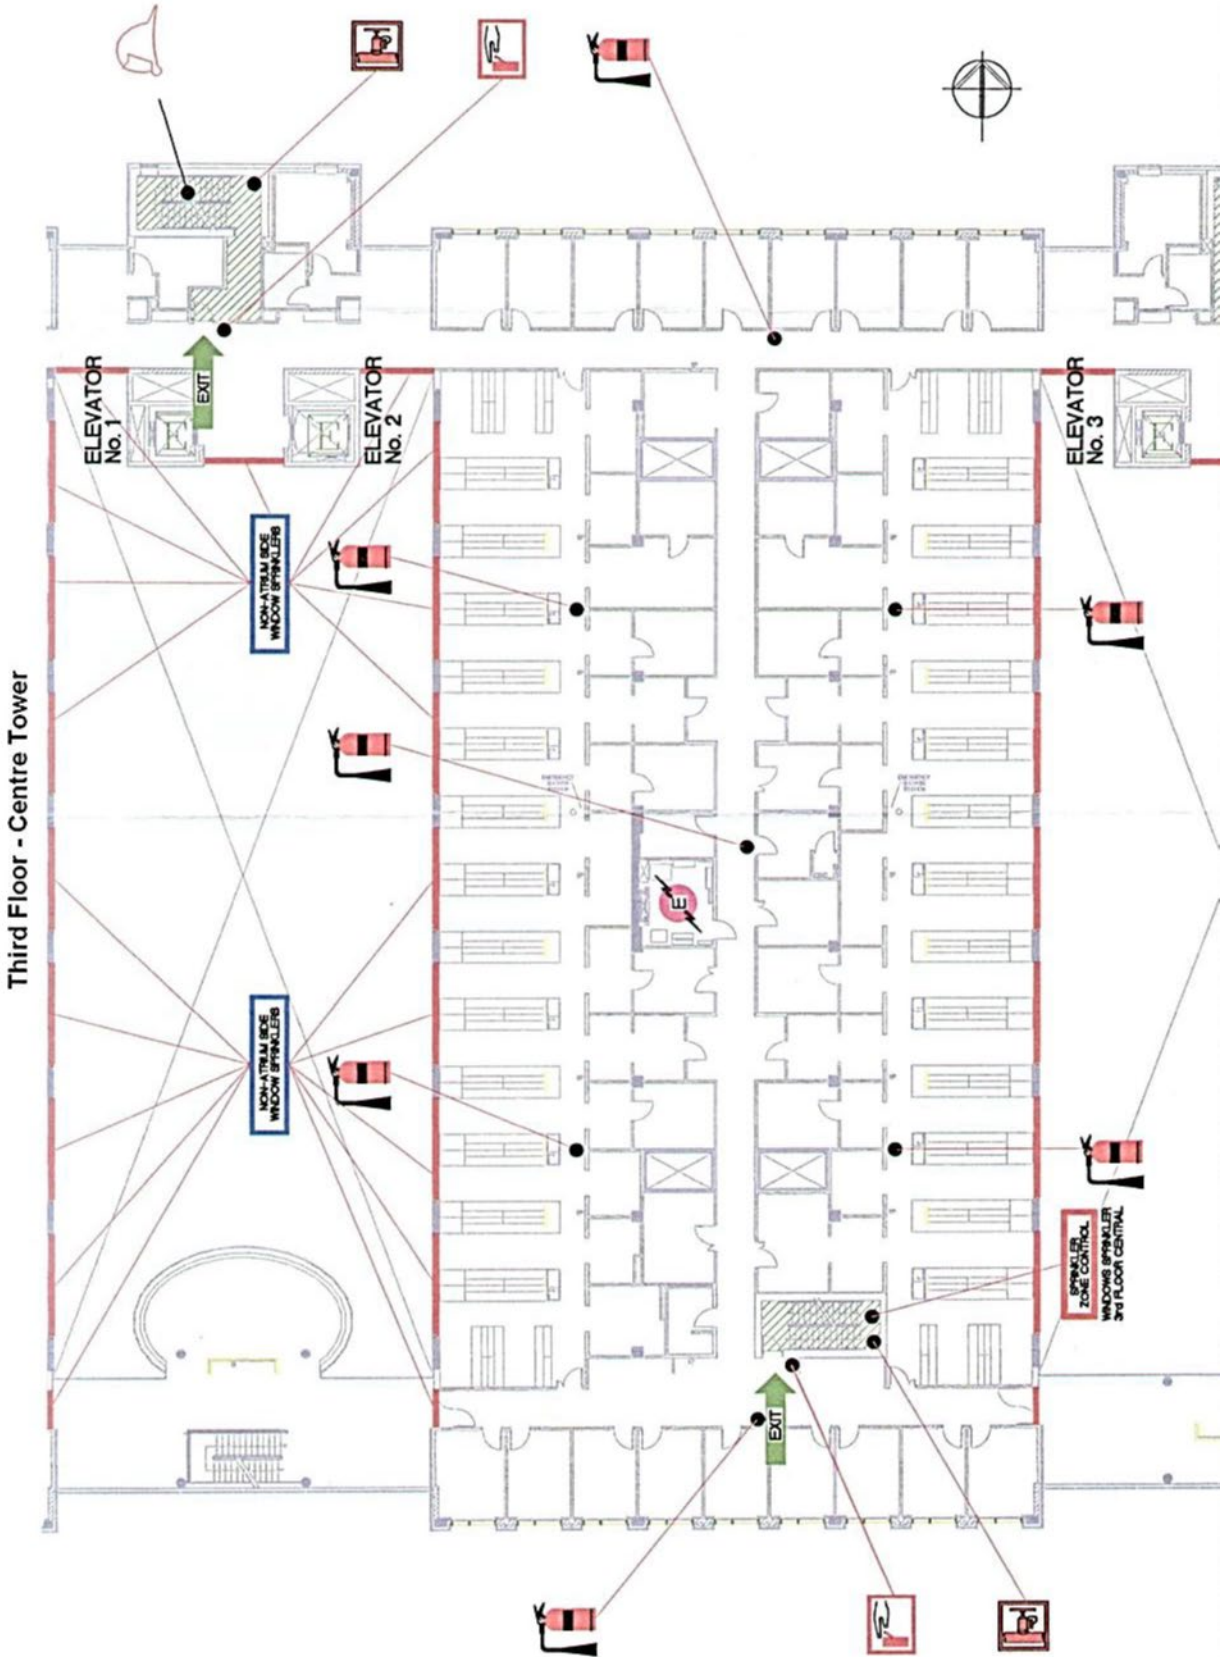 Third Floor - Centre Tower
ELEVATOR
No. 1
EXIT
ELEVATOR
No. 2
E
E
NON-ATRIUM SIDE
WINDOW SPRINKLERS
NON-ATRIUM SIDE
WINDOW SPRINKLERS
E
ELEVATOR
No. 3
E
SPRINKLER
ZONE CONTROL
WINDOWS SPRINKLER
3rd FLOOR CENTRAL
EXIT